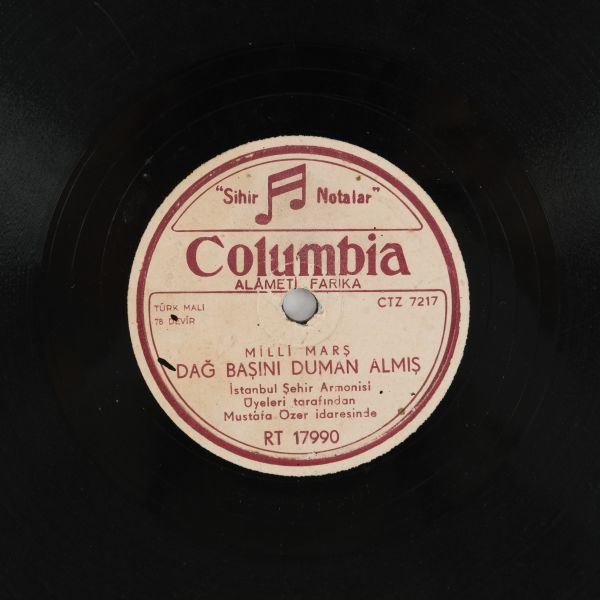 "Sihir Notalar"
Columbia
ALÂMETİ FARİKA
TÜRK MALI
78 DEVİR
CTZ 7217
MİLLİ MARŞ
DAĞ BAŞINI DUMAN ALMIŞ
İstanbul Şehir Armonisi
Üyeleri tarafından
Mustafa Özer idaresinde
RT 17990